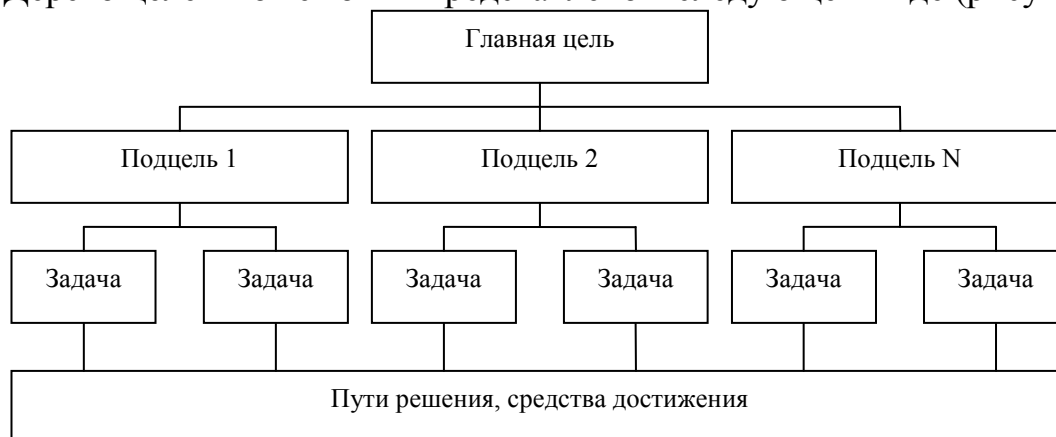 Главная цель
Подцель 1 Подцель 2 Подцель N
Задача Задача Задача Задача Задача Задача
Пути решения, средства достижения